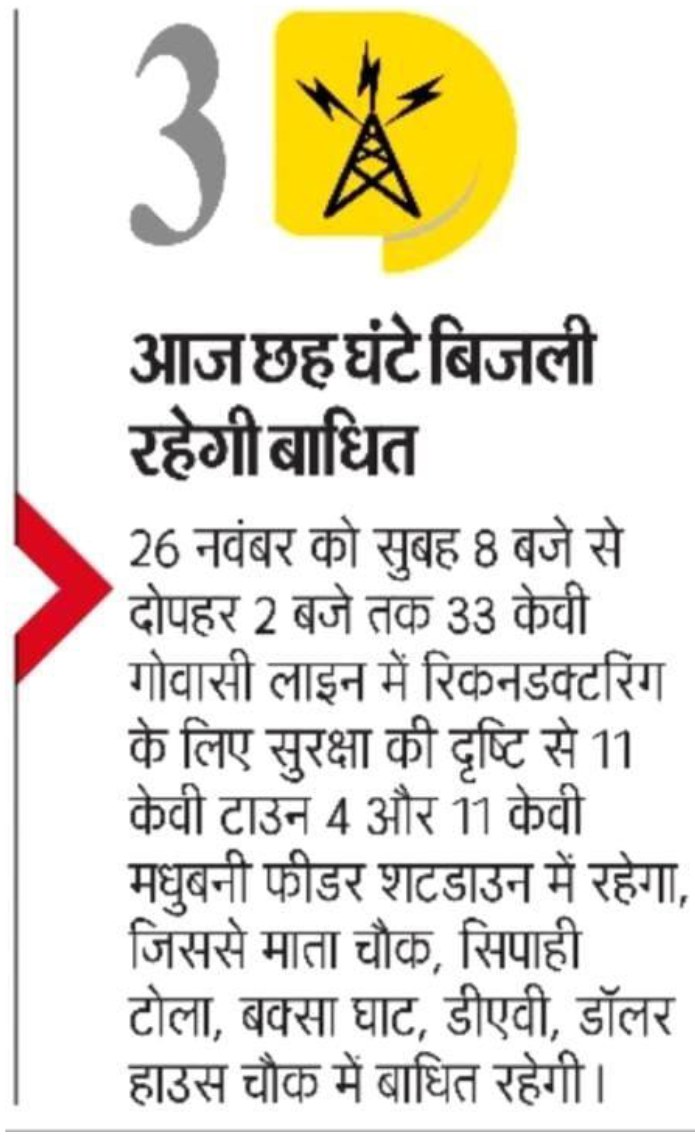 3
आज छह घंटे बिजली
रहेगी बाधित
26 नवंबर को सुबह 8 बजे से
दोपहर 2 बजे तक 33 केवी
गोवासी लाइन में रिकनडक्टरिंग
के लिए सुरक्षा की दृष्टि से 11
केवी टाउन 4 और 11 केवी
मधुबनी फीडर शटडाउन में रहेगा,
जिससे माता चौक, सिपाही
टोला, बक्सा घाट, डीएवी, डॉलर
हाउस चौक में बाधित रहेगी।